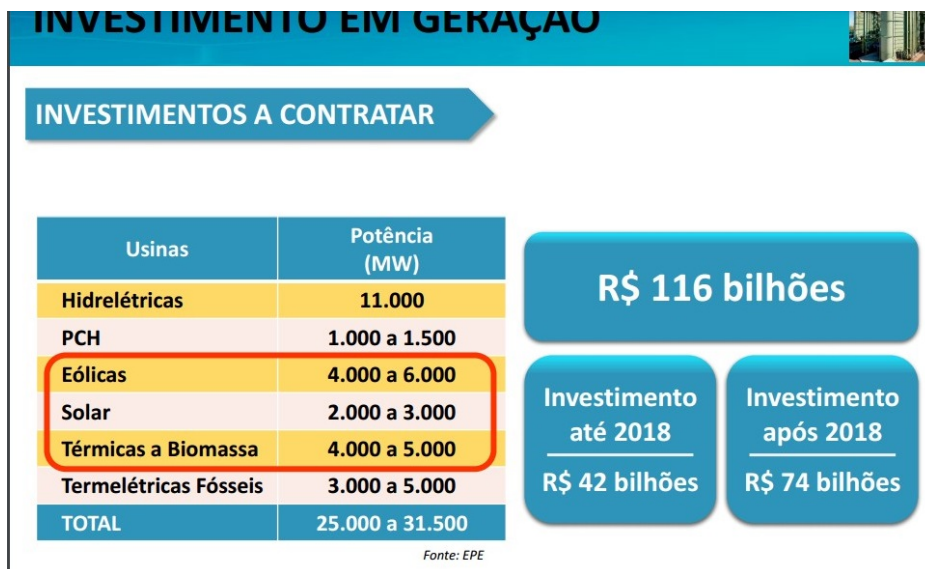 INVESTIMENTO EM GERAÇÃO
INVESTIMENTOS A CONTRATAR
Usinas
Potência
(MW)
Hidrelétricas 11.000
PCH 1.000 a 1.500
Eólicas 4.000 a 6.000
Solar 2.000 a 3.000
Térmicas a Biomassa 4.000 a 5.000
Termelétricas Fósseis 3.000 a 5.000
TOTAL 25.000 a 31.500
Fonte: EPE
R$ 116 bilhões
Investimento
até 2018
R$ 42 bilhões
Investimento
após 2018
R$ 74 bilhões